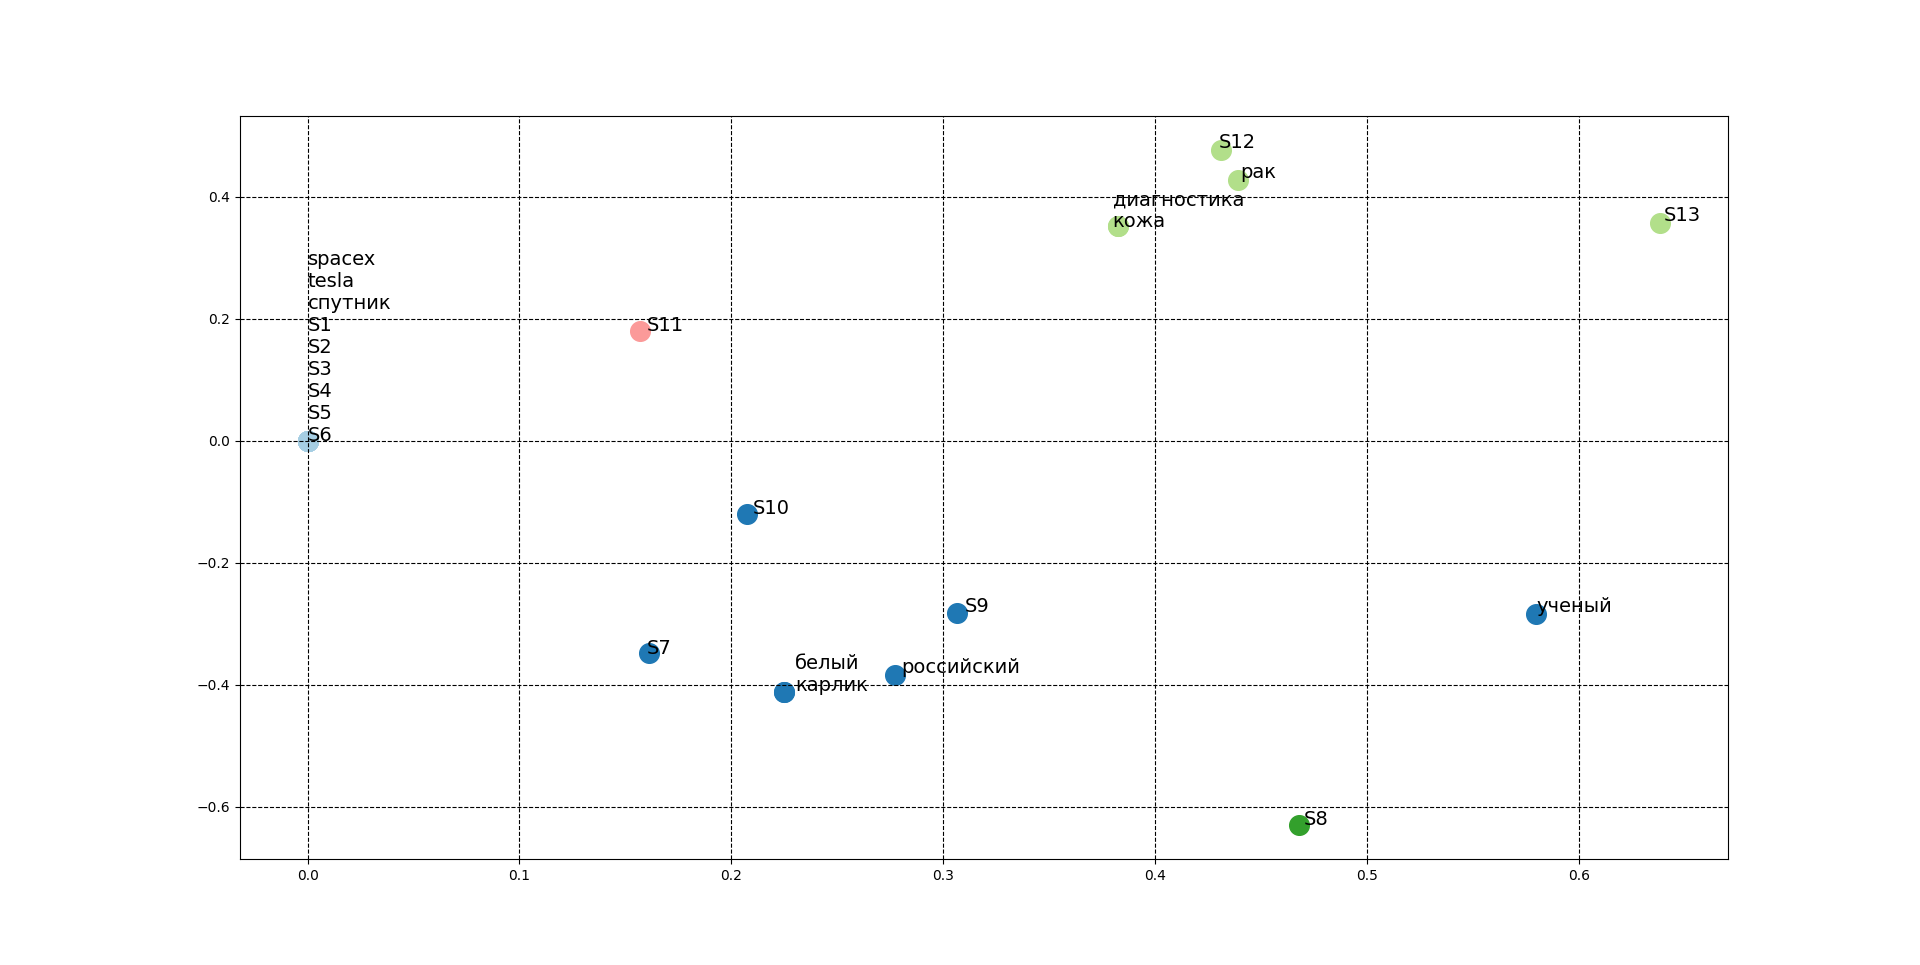 S12
рак
диагностика
кожа
S13
spacex
tesla
спутник
S1
S2
S3
S4
S5
S6
S11
S10
S9
ученый
S7
белый
карлик
российский
S8
0.4
0.2
0.0
−0.2
−0.4
−0.6
0.0
0.1
0.2
0.3
0.4
0.5
0.6